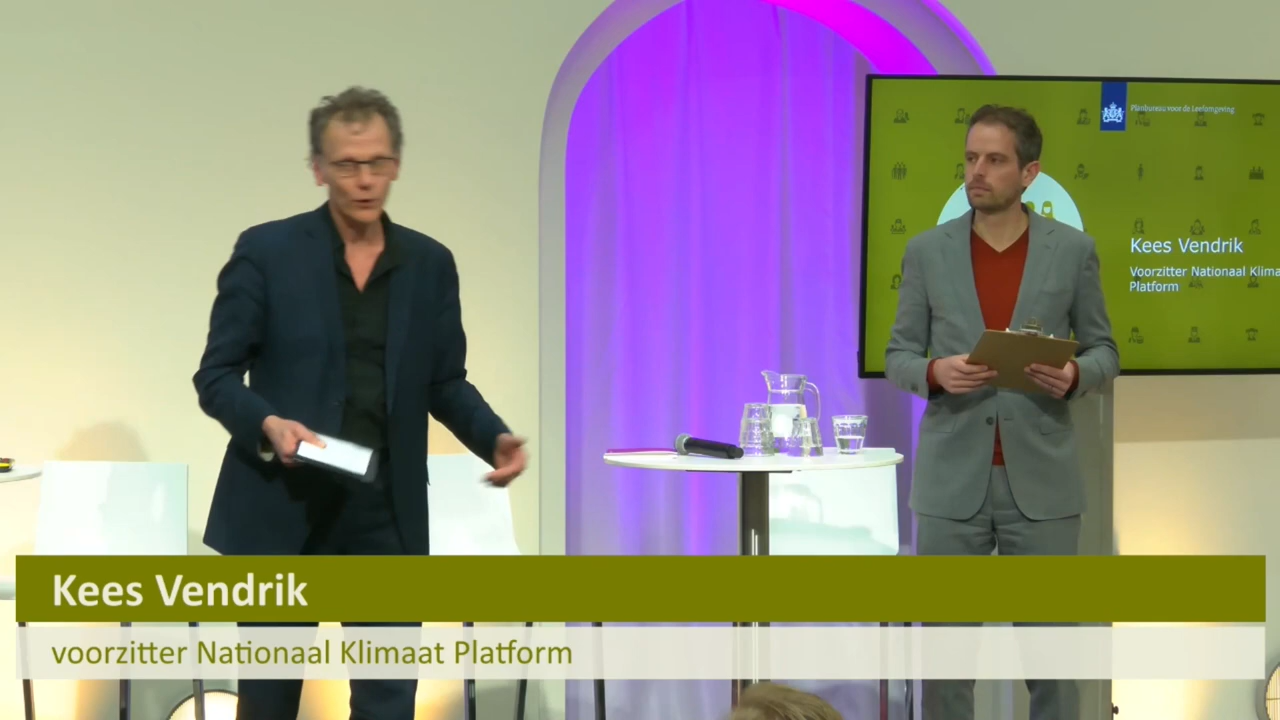 Planbureau voor de Leefomgeving
Kees Vendrik
Voorzitter Nationaal Klima
Platform
Kees Vendrik
voorzitter Nationaal Klimaat Platform